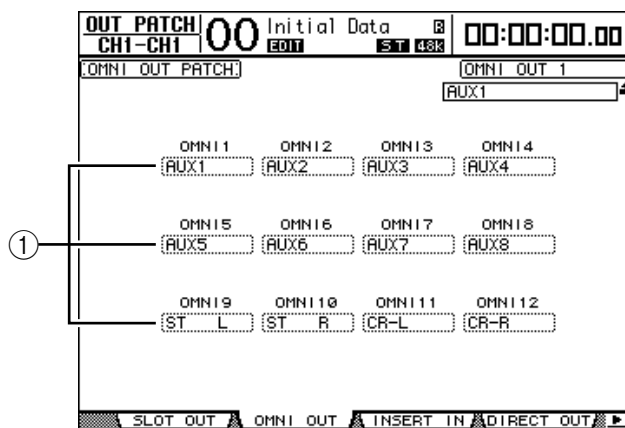 OUT PATCH 00 Initial Data R 00:00:00.00
CH1-CH1 EDIT ST 48K
OMNI OUT PATCH OMNI OUT 1
AUX1
OMNI1 OMNI2 OMNI3 OMNI4
AUX1 AUX2 AUX3 AUX4
① OMNI5 OMNI6 OMNI7 OMNI8
AUX5 AUX6 AUX7 AUX8
OMNI9 OMNI10 OMNI11 OMNI12
ST L ST R CR-L CR-R
SLOT OUT OMNI OUT INSERT IN DIRECT OUT